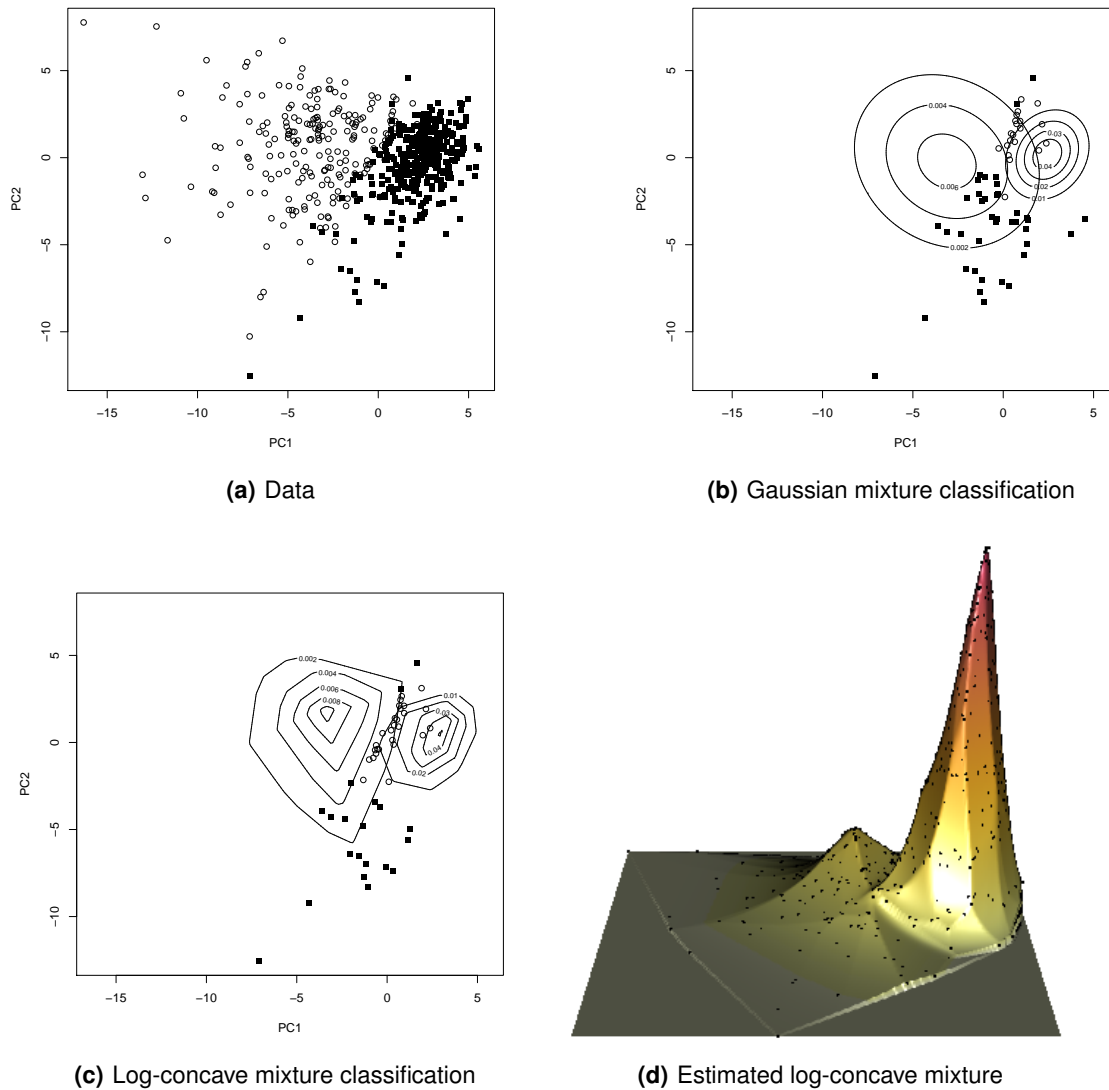 PC2
5
0
−5
−10
−15 −10 −5 0 5
PC1
(a) Data
PC2
5
0
−5
−10
0.004
0.006
0.002
0.03
0.04
0.02
0.01
−15 −10 −5 0 5
PC1
(b) Gaussian mixture classification
PC2
5
0
−5
−10
0.002
0.004
0.006
0.008
0.01
0.03
0.04
0.02
−15 −10 −5 0 5
PC1
(c) Log-concave mixture classification
(d) Estimated log-concave mixture